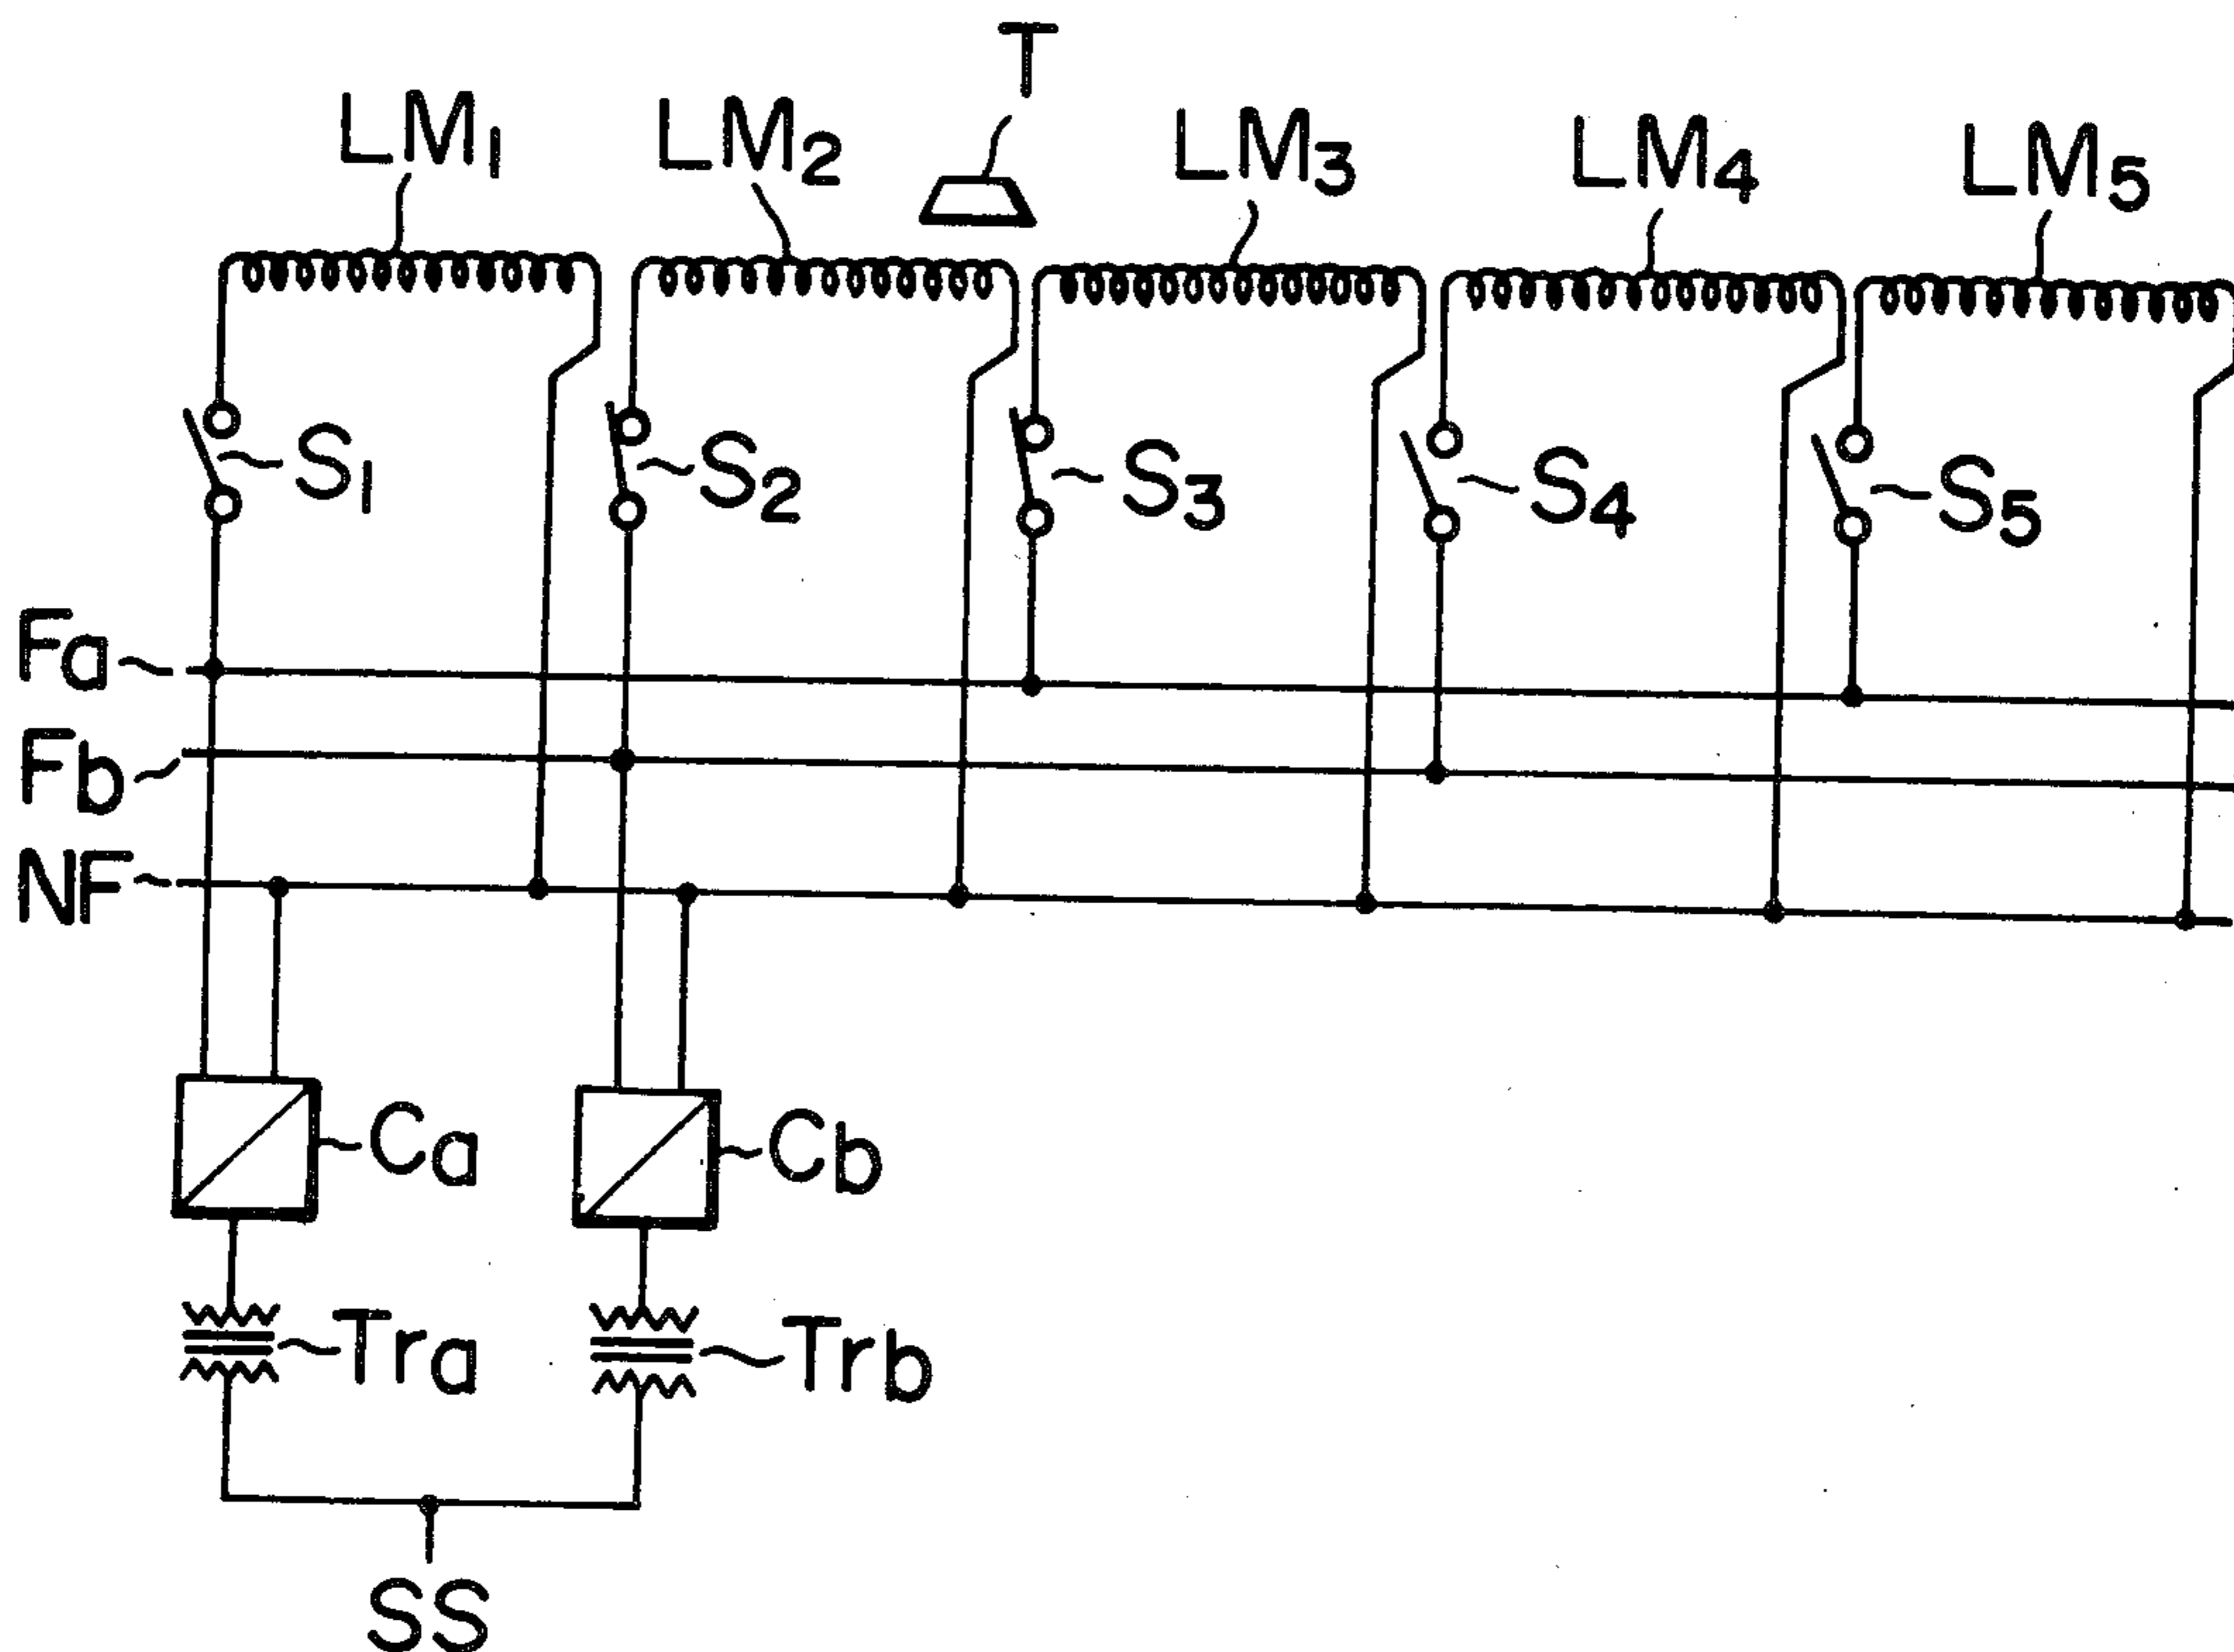 T
LM1 LM2 LM3 LM4 LM5
S1 S2 S3 S4 S5
Fa
Fb
NF
Ca Cb
Tra Trb
SS